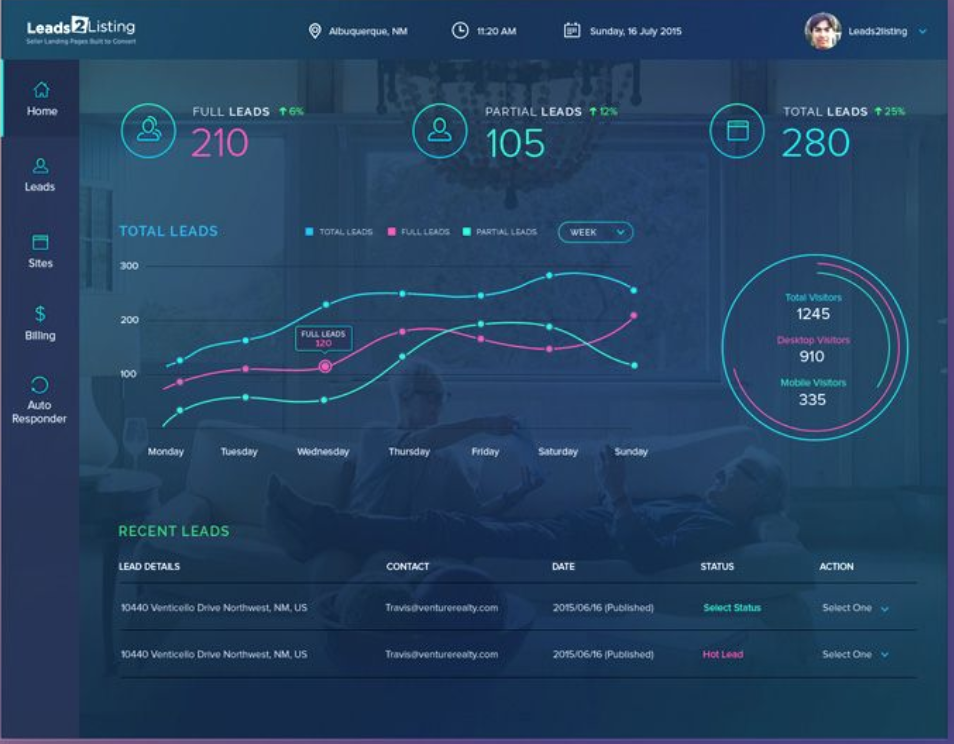 Leads2Listing
Seller Landing Pages Built to Convert
Albuquerque, NM
11:20 AM
Sunday, 16 July 2015
Leads2listing
Home
Leads
Sites
Billing
Auto
Responder
FULL LEADS 6%
210
PARTIAL LEADS 12%
105
TOTAL LEADS 25%
280
TOTAL LEADS
TOTAL LEADS
FULL LEADS
PARTIAL LEADS
WEEK
300
200
100
FULL LEADS
120
Monday Tuesday Wednesday Thursday Friday Saturday Sunday
Total Visitors
1245
Desktop Visitors
910
Mobile Visitors
335
RECENT LEADS
LEAD DETAILS CONTACT DATE STATUS ACTION
10440 Venticello Drive Northwest, NM, US Travis@venturerealty.com 2015/06/16 (Published) Select Status Select One
10440 Venticello Drive Northwest, NM, US Travis@venturerealty.com 2015/06/16 (Published) Hot Lead Select One